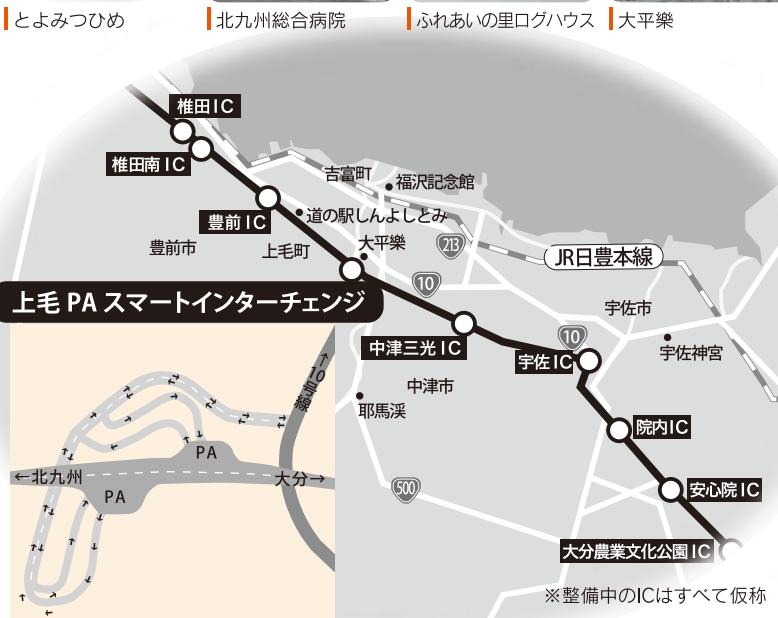 とよみつひめ
北九州総合病院
ふれあいの里ログハウス
大平樂
椎田IC
椎田南IC
吉富町
福沢記念館
豊前IC
道の駅しんよしとみ
豊前市
上毛町
大平樂
213
JR日豊本線
10
上毛PAスマートインターチェンジ
宇佐市
中津三光IC
10
宇佐IC
宇佐神宮
↑10号線
中津市
耶馬渓
院内IC
PA
←北九州
大分→
PA
500
安心院IC
大分農業文化公園IC
※整備中のICはすべて仮称